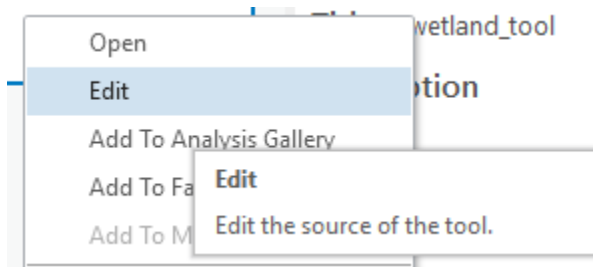 wetland_tool
Open
Edit
Add To Analysis Gallery
Add To Fa
Edit
Edit the source of the tool.
Add To M